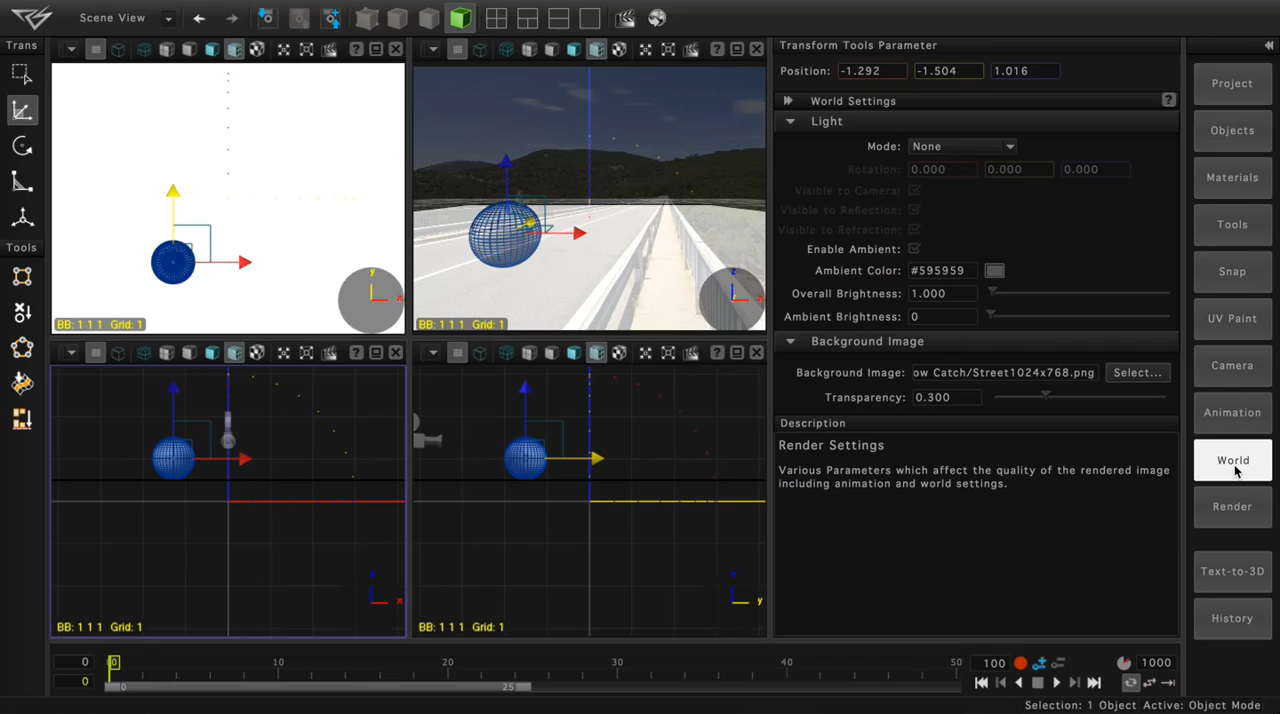 Scene View
Trans
Tools
BB: 1 1 1 Grid: 1
y
x
BB: 1 1 1 Grid: 1
z
x
BB: 1 1 1 Grid: 1
z
x
BB: 1 1 1 Grid: 1
z
y
Transform Tools Parameter
Position: -1.292 -1.504 1.016
World Settings
Light
Mode: None
Rotation: 0.000 0.000 0.000
Visible to Camera:
Visible to Reflection:
Visible to Refraction:
Enable Ambient:
Ambient Color: #595959
Overall Brightness: 1.000
Ambient Brightness: 0
Background Image
Background Image: ow Catch/Street1024x768.png Select...
Transparency: 0.300
Description
Render Settings
Various Parameters which affect the quality of the rendered image
including animation and world settings.
Project
Objects
Materials
Tools
Snap
UV Paint
Camera
Animation
World
Render
Text-to-3D
History
0 0 10 20 30 40 50 100 1000
0 0 25
Selection: 1 Object Active: Object Mode